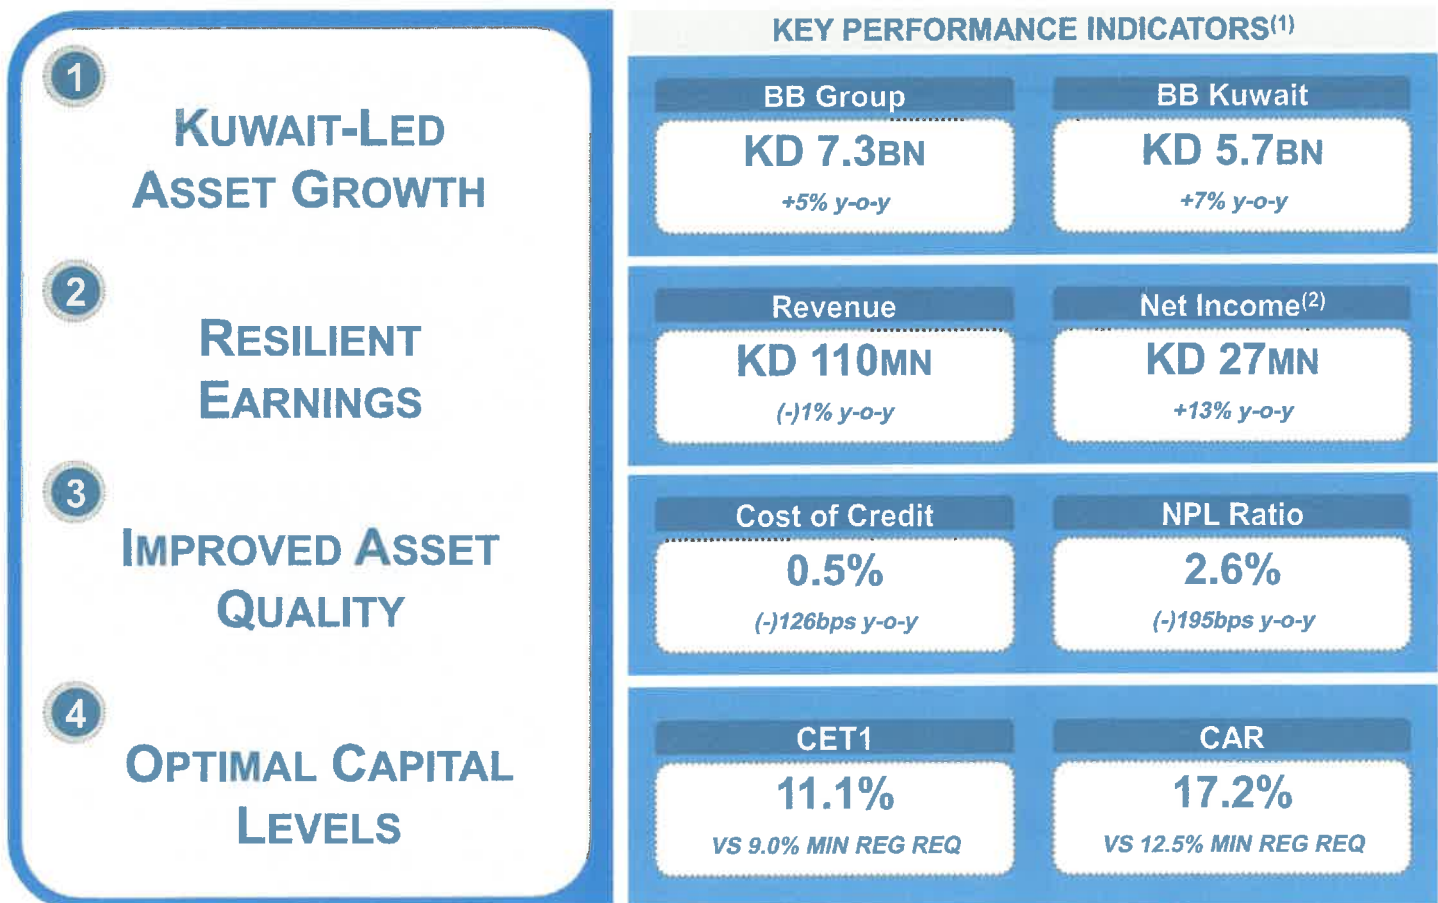 KEY PERFORMANCE INDICATORS(1)
1
KUWAIT-LED
ASSET GROWTH
BB Group
KD 7.3BN
+5% y-o-y
BB Kuwait
KD 5.7BN
+7% y-o-y
2
RESILIENT
EARNINGS
Revenue
KD 110MN
(-)1% y-o-y
Net Income(2)
KD 27MN
+13% y-o-y
3
IMPROVED ASSET
QUALITY
Cost of Credit
0.5%
(-)126bps y-o-y
NPL Ratio
2.6%
(-)195bps y-o-y
4
OPTIMAL CAPITAL
LEVELS
CET1
11.1%
VS 9.0% MIN REG REQ
CAR
17.2%
VS 12.5% MIN REG REQ